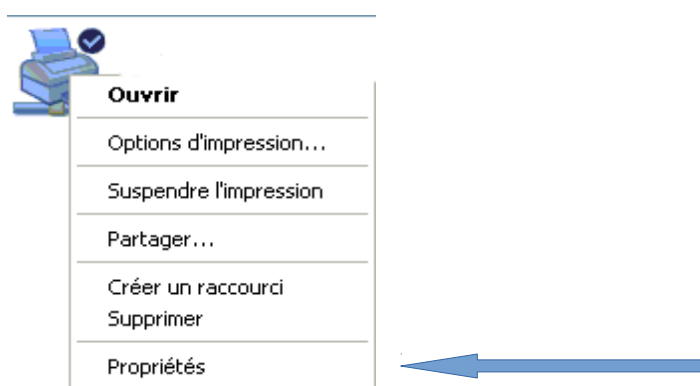 Ouvrir
Options d'impression...
Suspendre l'impression
Partager...
Créer un raccourci
Supprimer
Propriétés